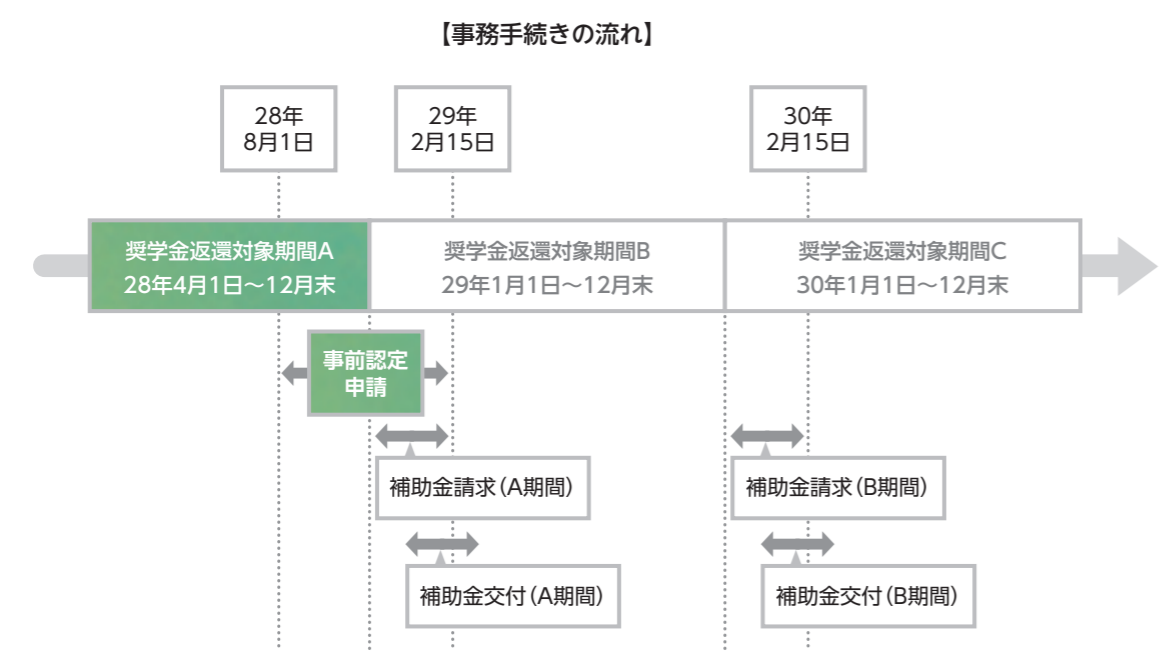 【事務手続きの流れ】
28年
8月1日
29年
2月15日
30年
2月15日
奨学金返還対象期間A
28年4月1日～12月末
奨学金返還対象期間B
29年1月1日～12月末
奨学金返還対象期間C
30年1月1日～12月末
事前認定
申請
補助金請求（A期間）
補助金請求（B期間）
補助金交付（A期間）
補助金交付（B期間）